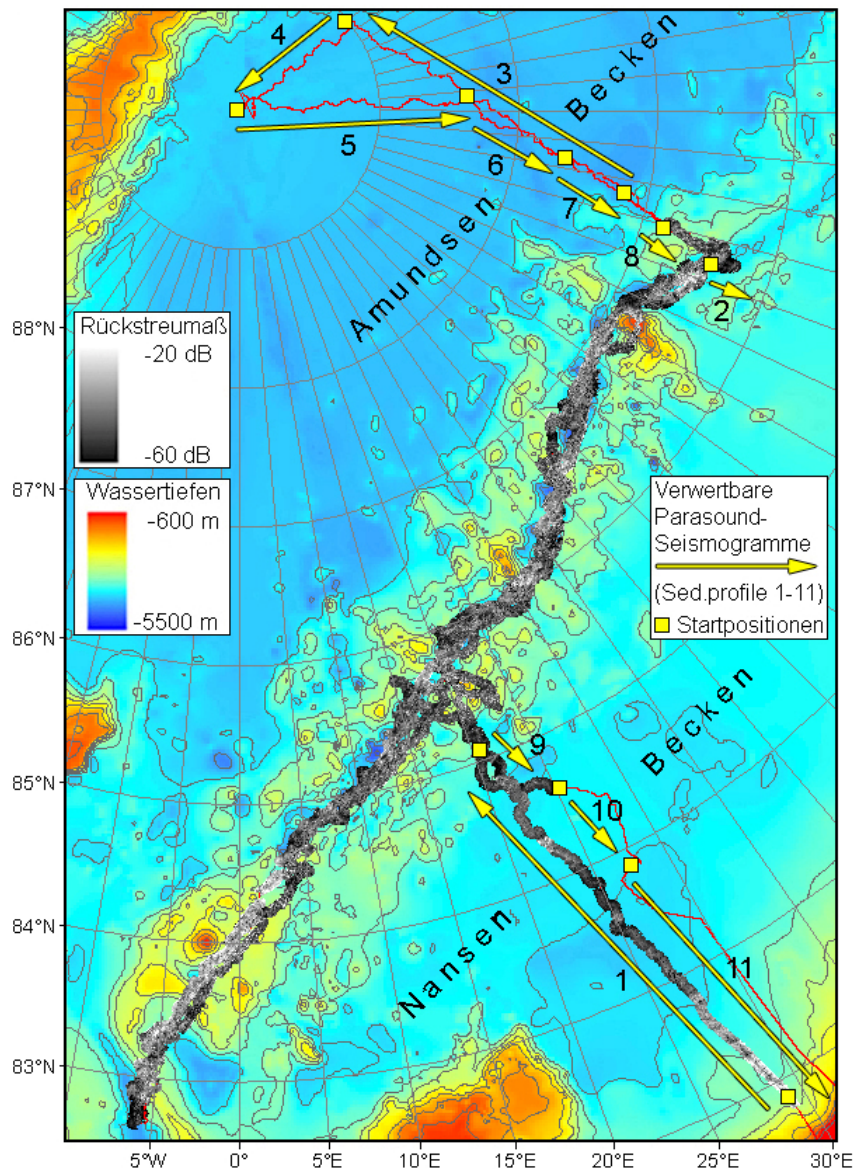 4
3
Becken
5
6
7
8
2
Amundsen
88°N
Rückstreumaß
-20 dB
-60 dB
87°N
Wassertiefen
-600 m
-5500 m
Verwertbare
Parasound-
Seismogramme
(Sed.profile 1-11)
Startpositionen
86°N
Becken
9
85°N
10
84°N
Nansen
1
11
83°N
5°W
0°
5°E
10°E
15°E
20°E
25°E
30°E